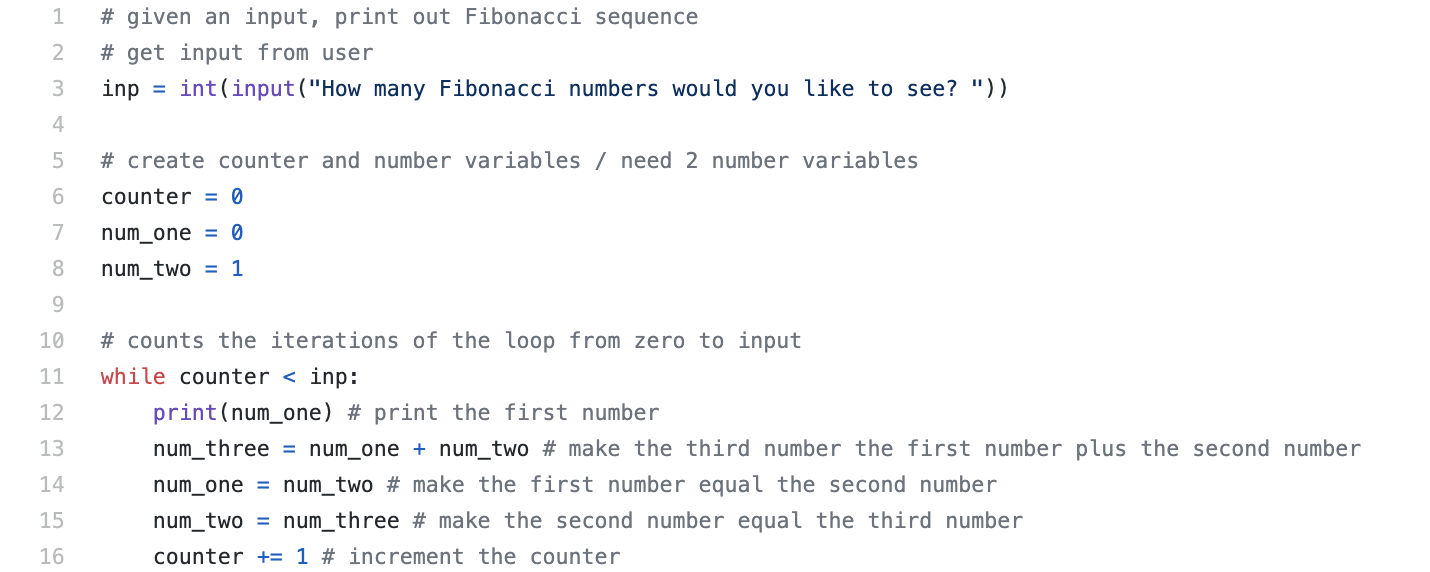 1 # given an input, print out Fibonacci sequence
2 # get input from user
3 inp = int(input("How many Fibonacci numbers would you like to see? "))
4
5 # create counter and number variables / need 2 number variables
6 counter = 0
7 num_one = 0
8 num_two = 1
9
10 # counts the iterations of the loop from zero to input
11 while counter < inp:
12     print(num_one) # print the first number
13     num_three = num_one + num_two # make the third number the first number plus the second number
14     num_one = num_two # make the first number equal the second number
15     num_two = num_three # make the second number equal the third number
16     counter += 1 # increment the counter